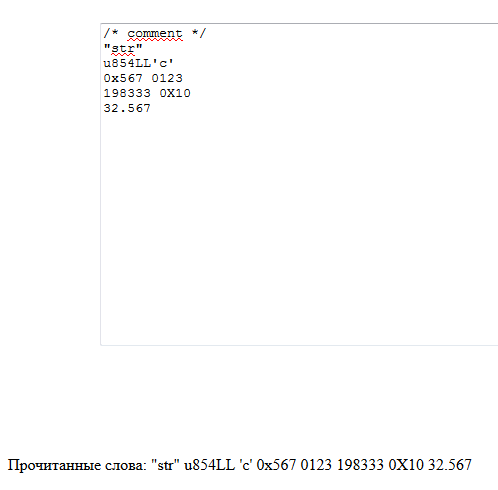 /* comment */
"str"
u854LL'c'
0x567 0123
198333 0X10
32.567
Прочитанные слова: "str" u854LL 'c' 0x567 0123 198333 0X10 32.567